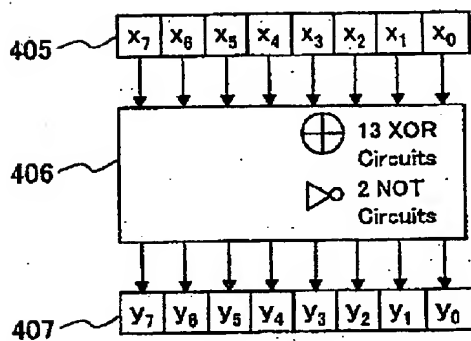 405
x7 x6 x5 x4 x3 x2 x1 x0
406
13 XOR
Circuits
2 NOT
Circuits
407
y7 y6 y5 y4 y3 y2 y1 y0